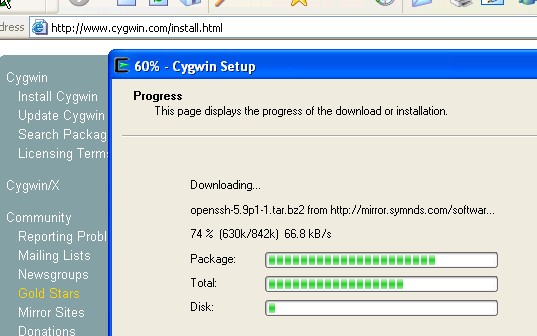 dress http://www.cygwin.com/install.html
60% - Cygwin Setup
Cygwin
Install Cygwin
Update Cygwin
Search Packag
Licensing Term
Cygwin/X
Community
Reporting Probl
Mailing Lists
Newsgroups
Gold Stars
Mirror Sites
Donations
Progress
This page displays the progress of the download or installation.
Downloading...
openssh-5.9p1-1.tar.bz2 from http://mirror.symnds.com/softwar...
74 % (630k/842k) 66.8 kB/s
Package:
Total:
Disk: